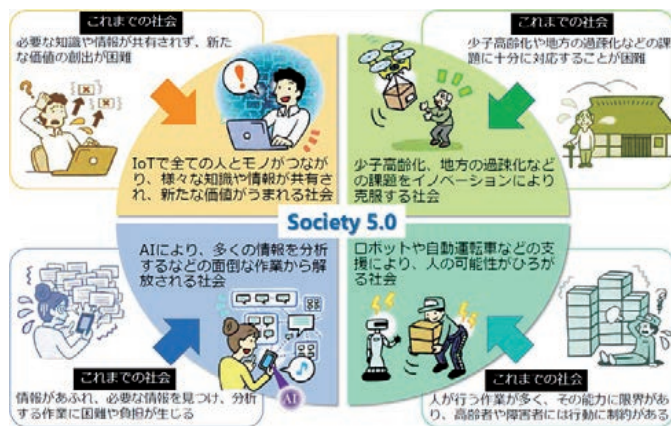 これまでの社会
必要な知識や情報が共有されず、新た
な価値の創出が困難
これまでの社会
少子高齢化や地方の過疎化などの課
題に十分に対応することが困難
IoTで全ての人とモノがつなが
り、様々な知識や情報が共有され
、新たな価値がうまれる社会
少子高齢化、地方の過疎化など
の課題をイノベーションにより
克服する社会
Society 5.0
AIにより、多くの情報を分析
するなどの面倒な作業から解
放される社会
ロボットや自動運転車などの支
援により、人の可能性がひろが
る社会
AI
これまでの社会
情報があふれ、必要な情報を見つけ、分析
する作業に困難や負担が生じる
これまでの社会
人が行う作業が多く、その能力に限界があ
り、高齢者や障害者には行動に制約がある